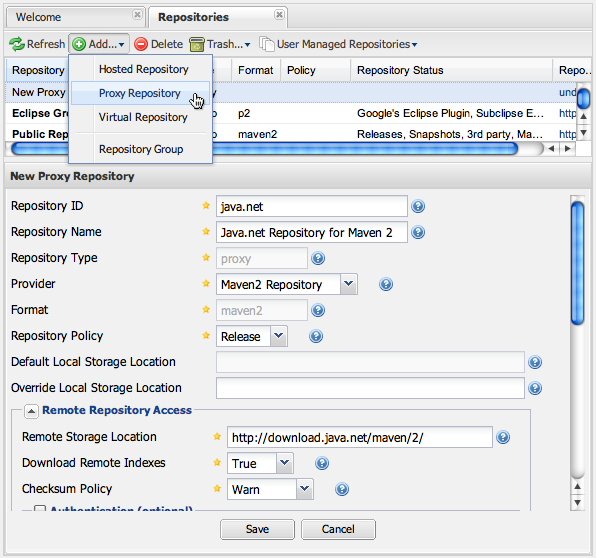 Welcome
Repositories
Refresh Add... Delete Trash... User Managed Repositories
Repository Format Policy Repository Status Repo...
Hosted Repository
New Proxy und
Proxy Repository
Eclipse Gro p2 Google's Eclipse Plugin, Subclipse E... http
Virtual Repository
Public Rep maven2 Releases, Snapshots, 3rd party, Ma... http
Repository Group
New Proxy Repository
Repository ID java.net
Repository Name Java.net Repository for Maven 2
Repository Type proxy
Provider Maven2 Repository
Format maven2
Repository Policy Release
Default Local Storage Location
Override Local Storage Location
Remote Repository Access
Remote Storage Location http://download.java.net/maven/2/
Download Remote Indexes True
Checksum Policy Warn
Authentication (optional)
Save Cancel